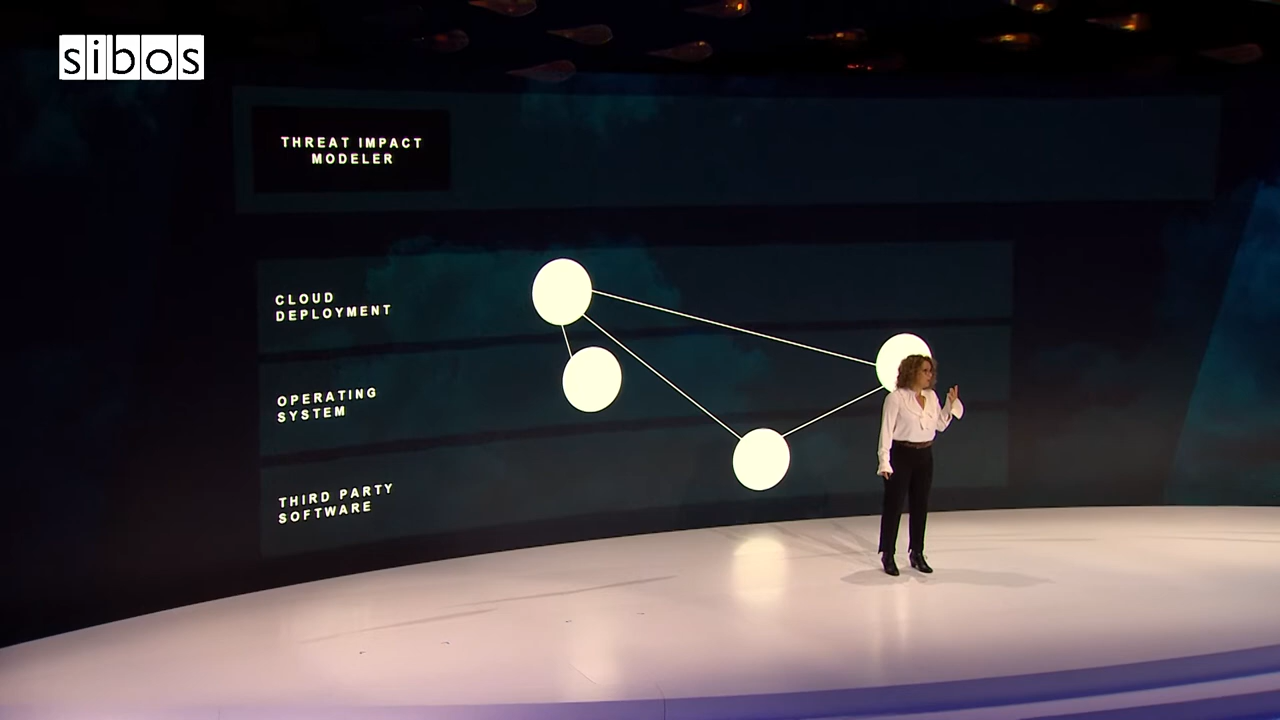 sibos
THREAT IMPACT
MODELER
CLOUD
DEPLOYMENT
OPERATING
SYSTEM
THIRD PARTY
SOFTWARE